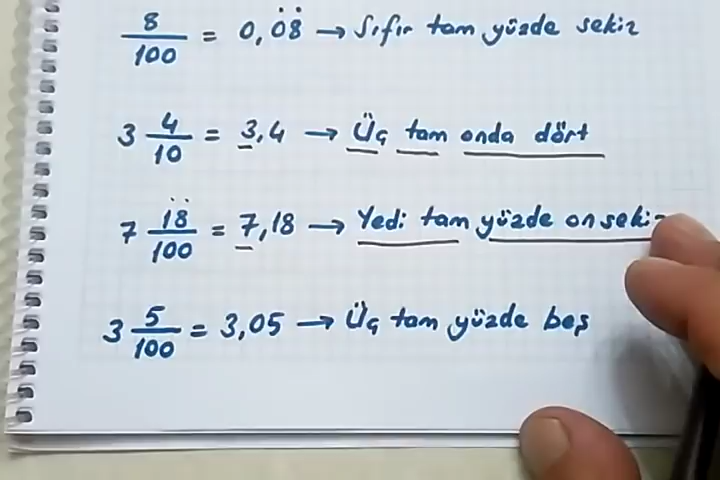 8/100 = 0,08 → Sıfır tam yüzde sekiz
3 4/10 = 3,4 → Üç tam onda dört
7 18/100 = 7,18 → Yedi tam yüzde onsekiz
3 5/100 = 3,05 → Üç tam yüzde beş